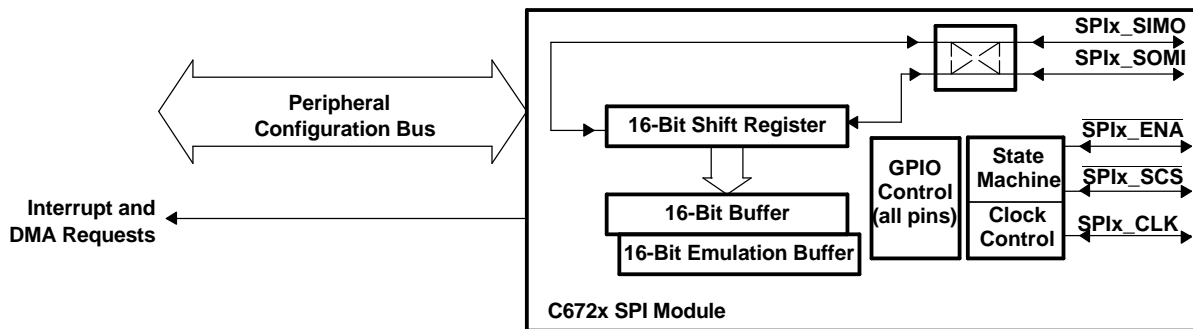 SPIx_SIMO
SPIx_SOMI
Peripheral
Configuration Bus
16-Bit Shift Register
SPIx_ENA
GPIO
Control
(all pins)
State
Machine
SPIx_SCS
Interrupt and
DMA Requests
16-Bit Buffer
Clock
Control
SPIx_CLK
16-Bit Emulation Buffer
C672x SPI Module